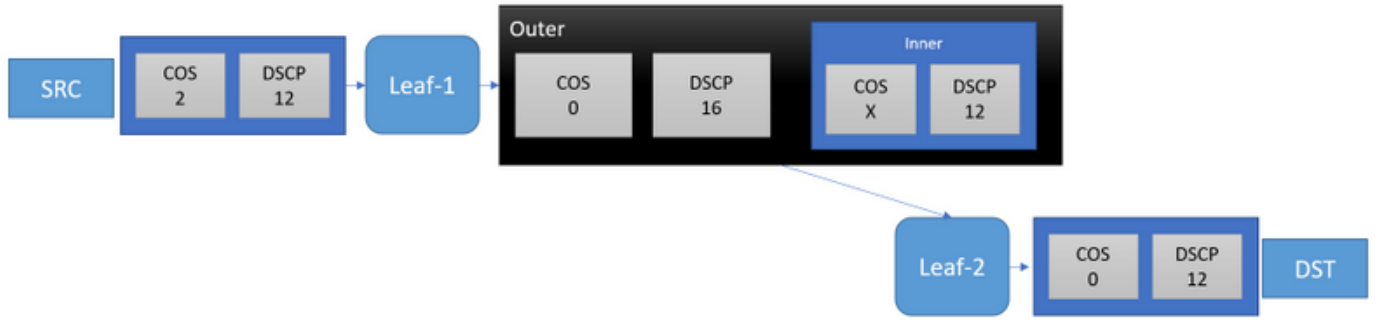 SRC
COS
2
DSCP
12
Leaf-1
Outer
COS
0
DSCP
16
Inner
COS
X
DSCP
12
Leaf-2
COS
0
DSCP
12
DST